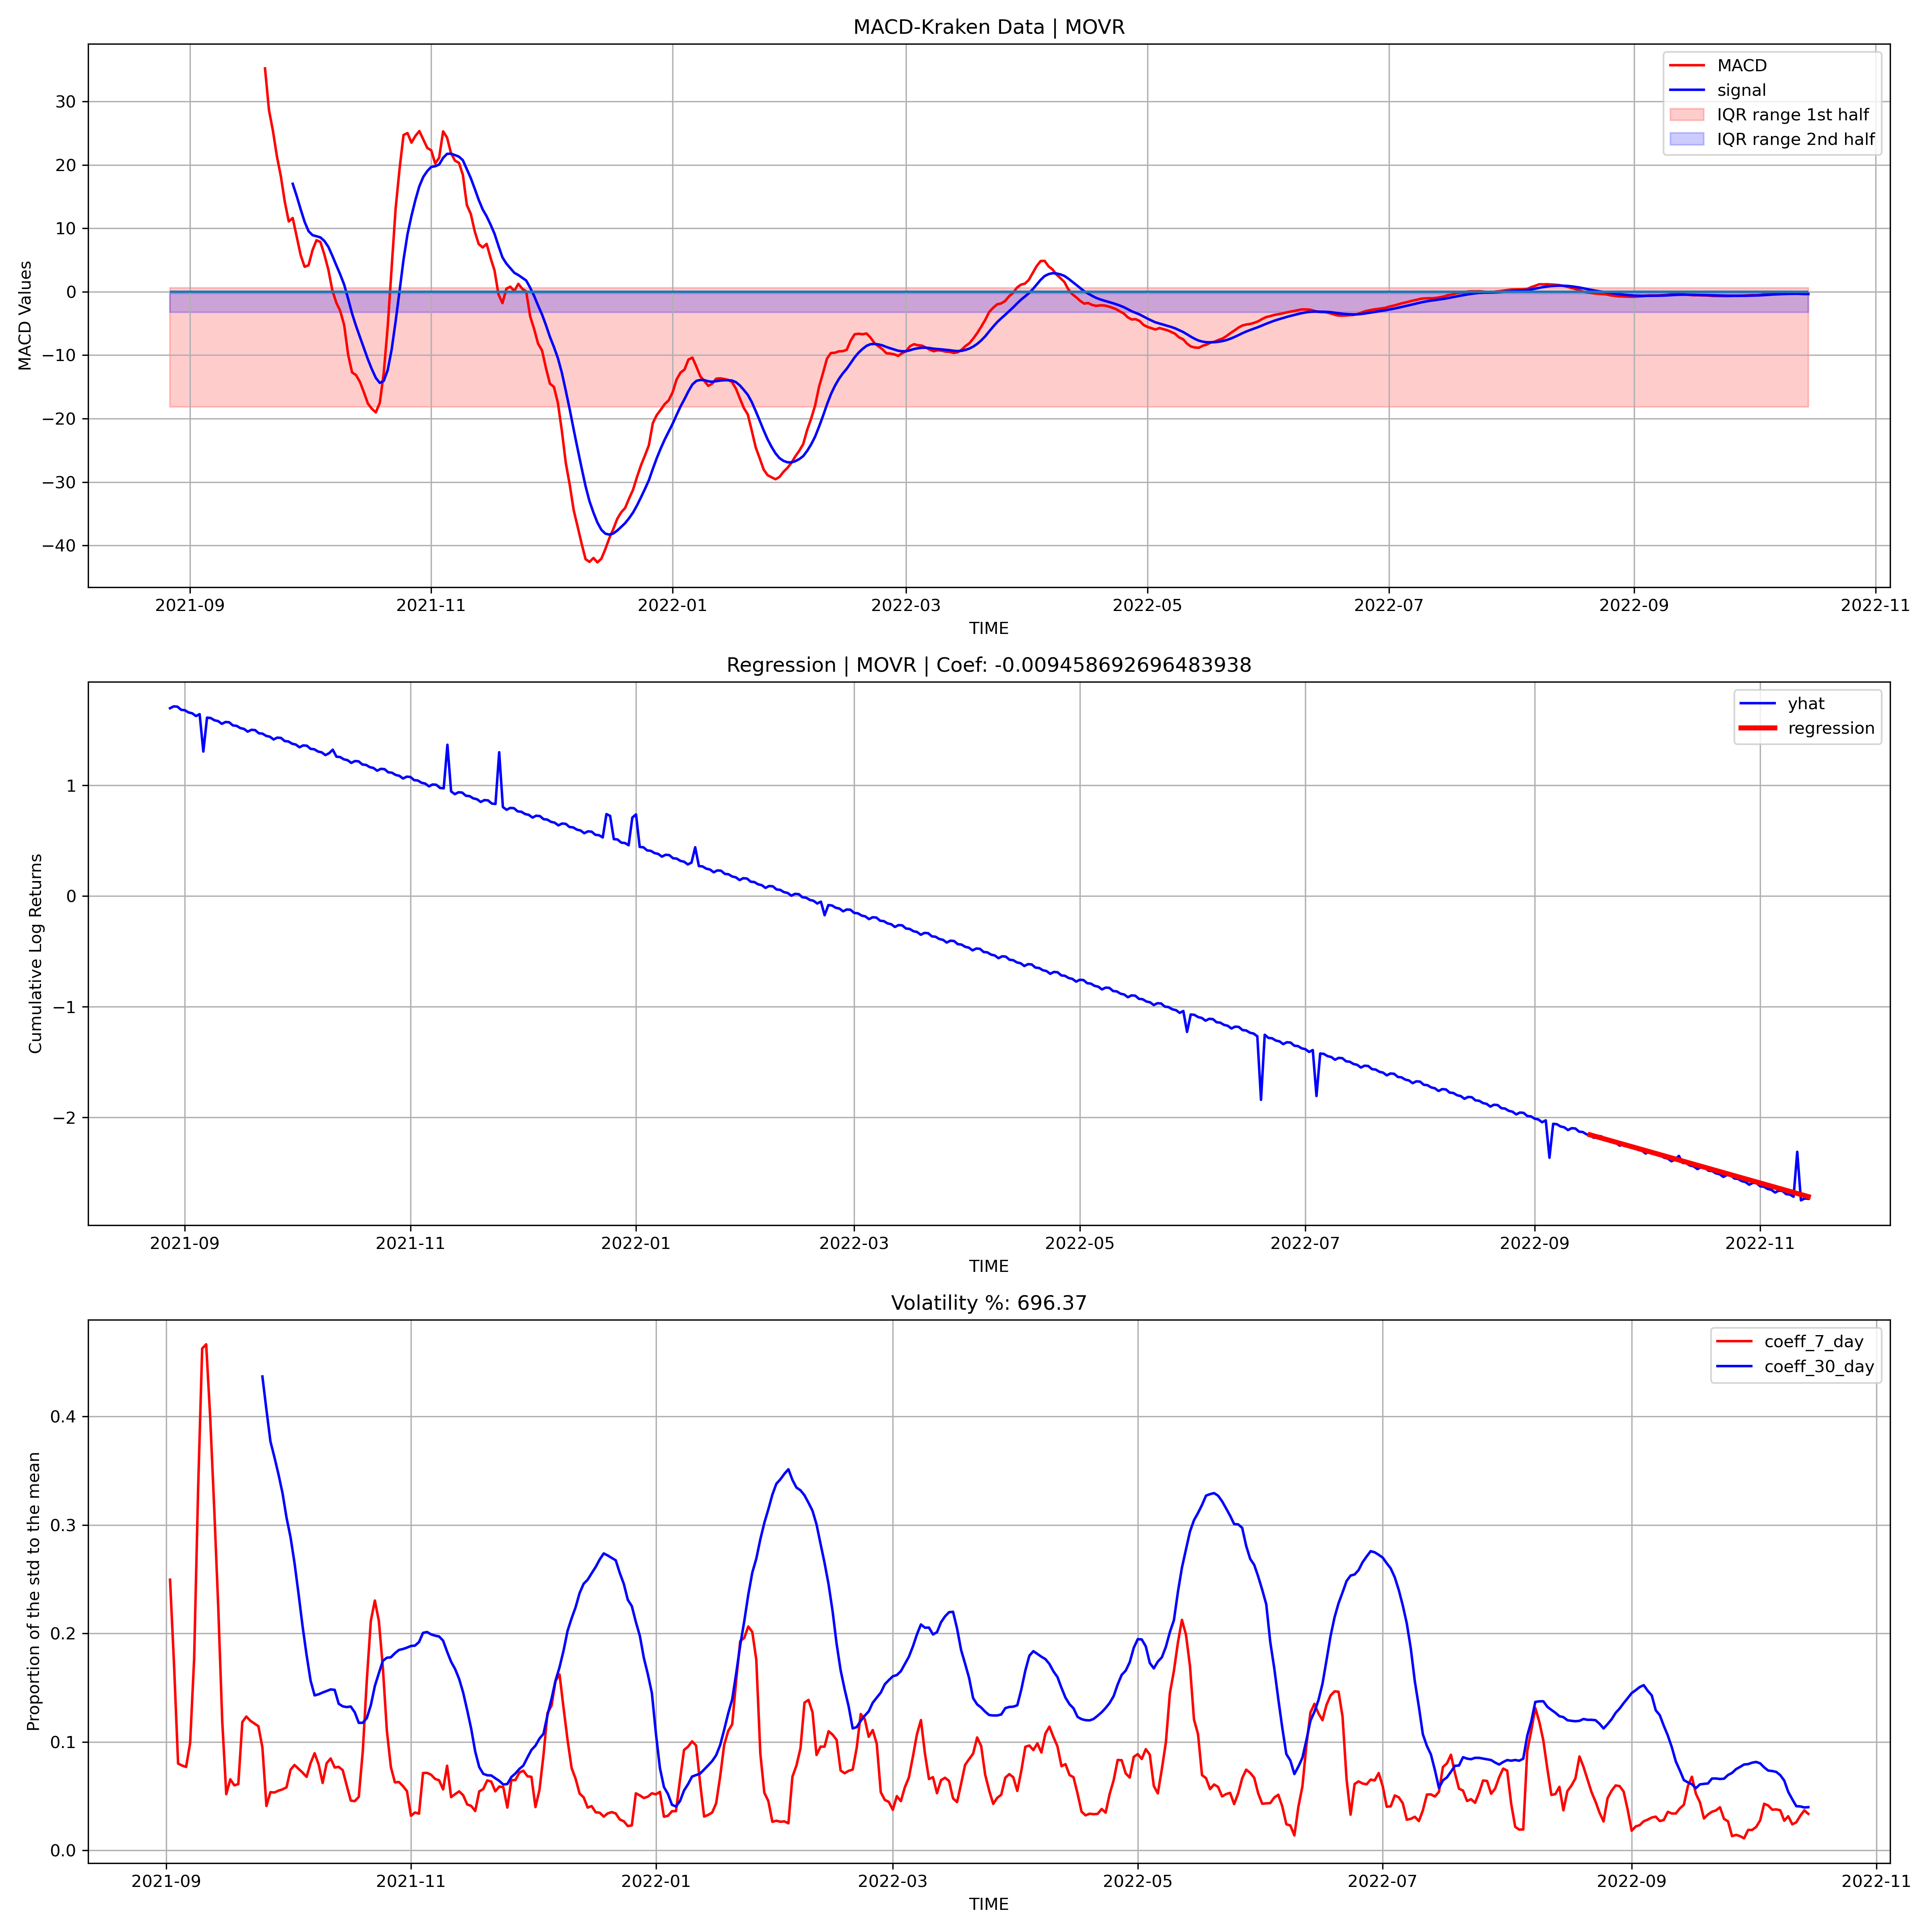 MACD-Kraken Data | MOVR
MACD
signal
IQR range 1st half
IQR range 2nd half
MACD Values
30
20
10
0
−10
−20
−30
−40
2021-09 2021-11 2022-01 2022-03 2022-05 2022-07 2022-09 2022-11
TIME
Regression | MOVR | Coef: -0.009458692696483938
yhat
regression
Cumulative Log Returns
1
0
−1
−2
2021-09 2021-11 2022-01 2022-03 2022-05 2022-07 2022-09 2022-11
TIME
Volatility %: 696.37
coeff_7_day
coeff_30_day
Proportion of the std to the mean
0.4
0.3
0.2
0.1
0.0
2021-09 2021-11 2022-01 2022-03 2022-05 2022-07 2022-09 2022-11
TIME